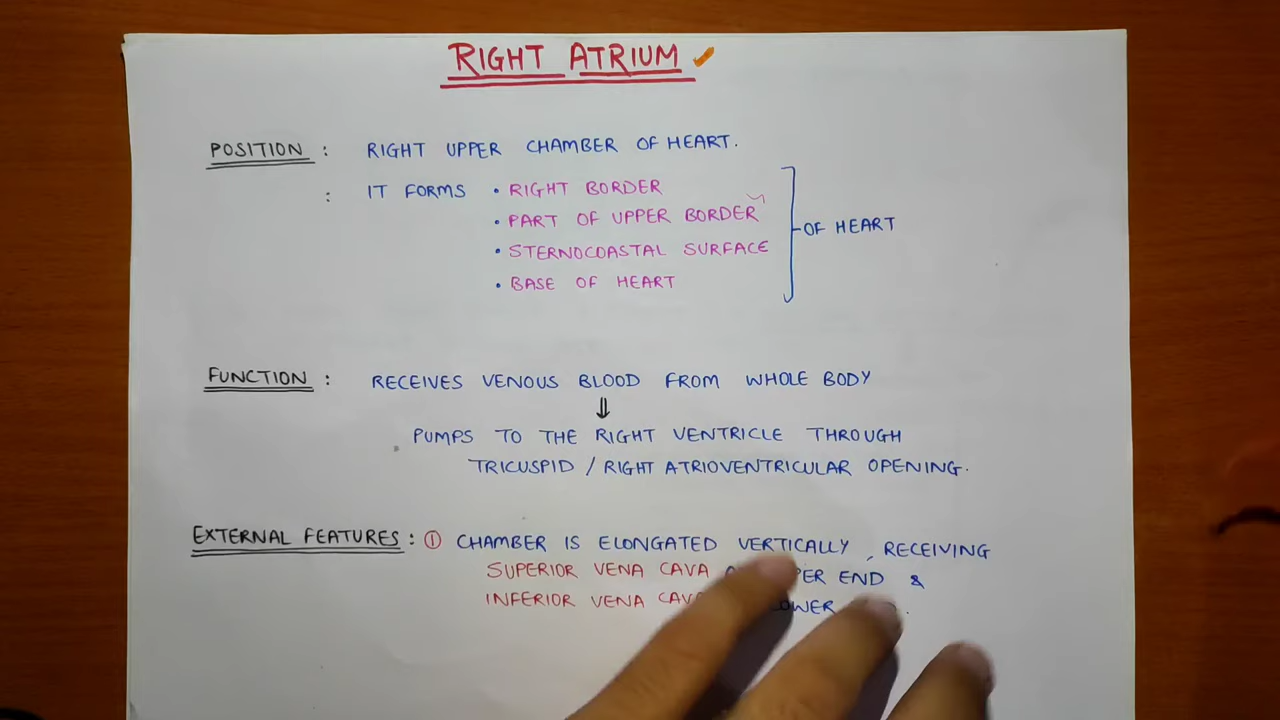 RIGHT ATRIUM
POSITION : RIGHT UPPER CHAMBER OF HEART.
: IT FORMS • RIGHT BORDER
• PART OF UPPER BORDER
• STERNOCOASTAL SURFACE
• BASE OF HEART
OF HEART
FUNCTION : RECEIVES VENOUS BLOOD FROM WHOLE BODY
⇓
PUMPS TO THE RIGHT VENTRICLE THROUGH
TRICUSPID / RIGHT ATRIOVENTRICULAR OPENING.
EXTERNAL FEATURES : ① CHAMBER IS ELONGATED VERTICALLY, RECEIVING
SUPERIOR VENA CAVA END &
INFERIOR VENA